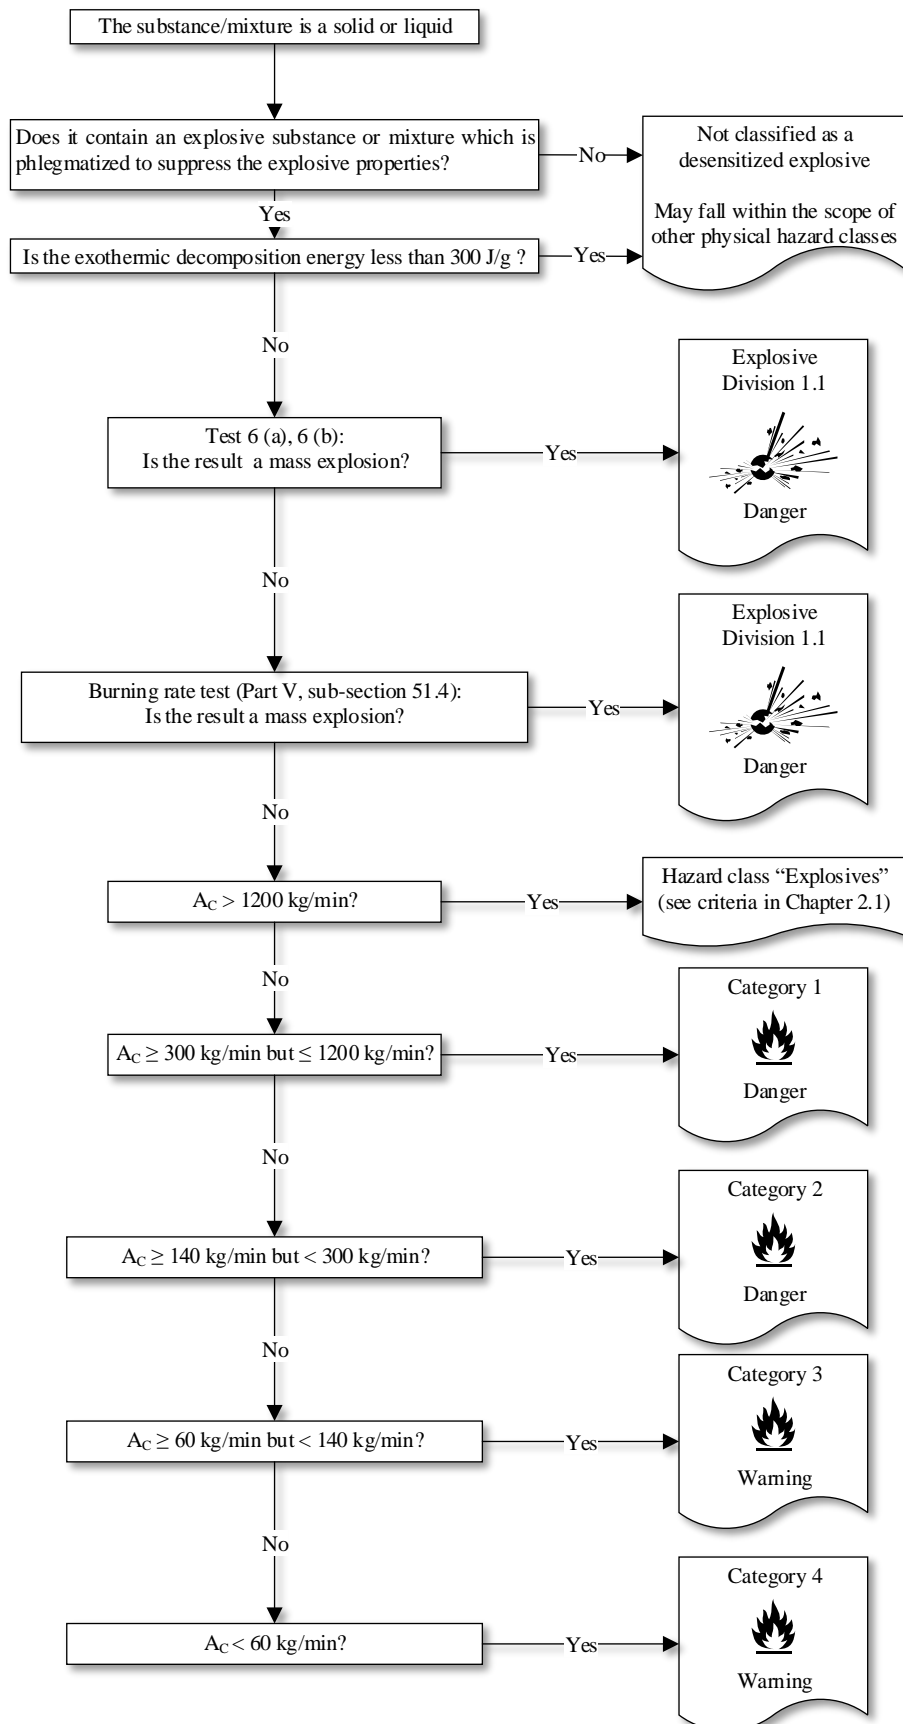 The substance/mixture is a solid or liquid
Does it contain an explosive substance or mixture which is
phlegmatized to suppress the explosive properties?
No
Not classified as a
desensitized explosive
May fall within the scope of
other physical hazard classes
Yes
Is the exothermic decomposition energy less than 300 J/g ?
Yes
No
Test 6 (a), 6 (b):
Is the result a mass explosion?
Yes
Explosive
Division 1.1
Danger
No
Burning rate test (Part V, sub-section 51.4):
Is the result a mass explosion?
Yes
Explosive
Division 1.1
Danger
No
AC > 1200 kg/min?
Yes
Hazard class “Explosives”
(see criteria in Chapter 2.1)
No
AC ≥ 300 kg/min but ≤ 1200 kg/min?
Yes
Category 1
Danger
No
AC ≥ 140 kg/min but < 300 kg/min?
Yes
Category 2
Danger
No
AC ≥ 60 kg/min but < 140 kg/min?
Yes
Category 3
Warning
No
AC < 60 kg/min?
Yes
Category 4
Warning